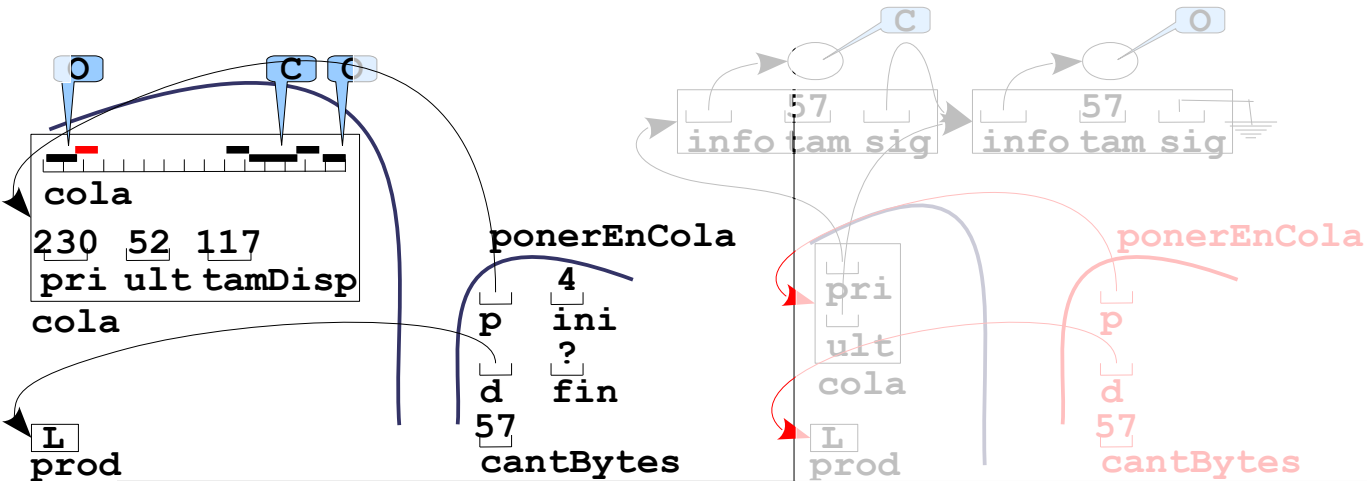 C O
O C O
57 57
info tam sig info tam sig
cola
230 52 117 ponerEnCola ponerEnCola
pri ult tamDisp 4 pri
cola p ini p
? ult
d fin cola d
57 57
L L
prod cantBytes prod cantBytes